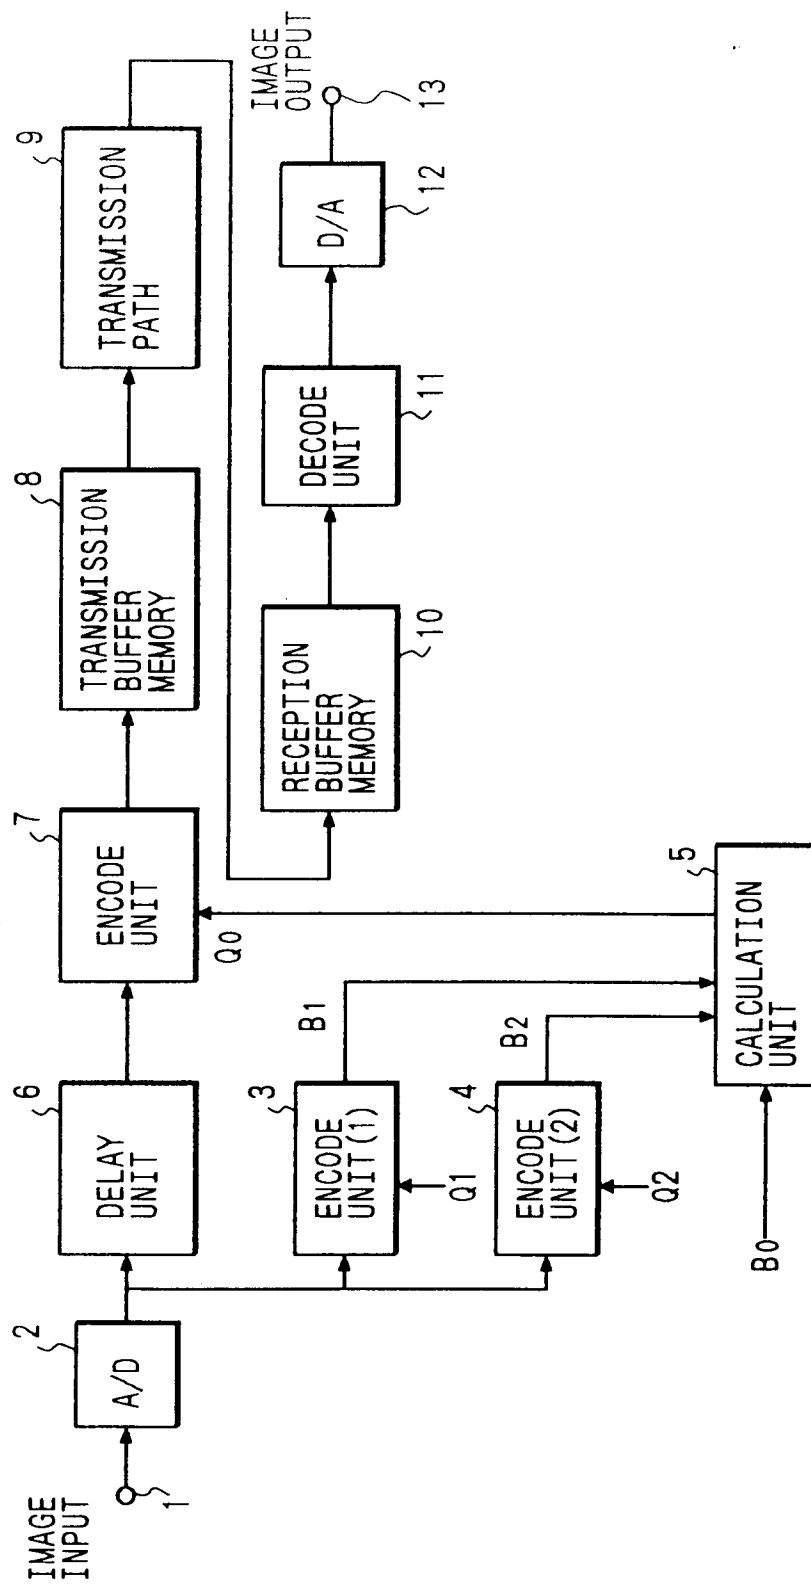 IMAGE
INPUT
1
2
A/D
6
DELAY
UNIT
7
ENCODE
UNIT
Q0
8
TRANSMISSION
BUFFER
MEMORY
9
TRANSMISSION
PATH
3
ENCODE
UNIT(1)
Q1
B1
4
ENCODE
UNIT(2)
Q2
B2
B0
5
CALCULATION
UNIT
RECEPTION
BUFFER
MEMORY
10
DECODE
UNIT
11
D/A
12
IMAGE
OUTPUT
13